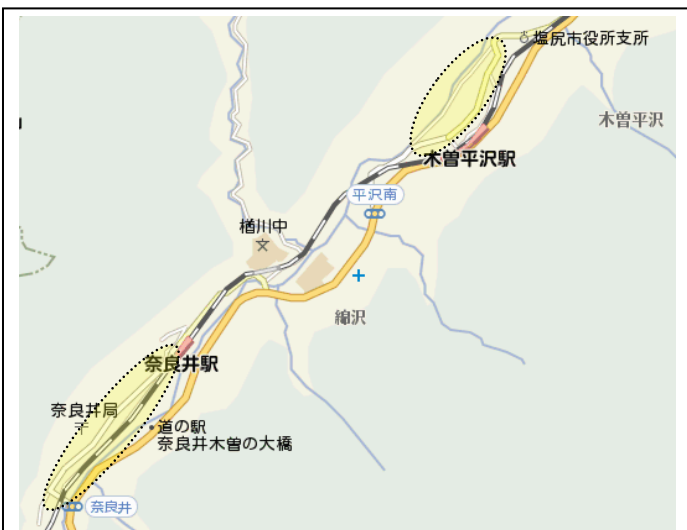 塩尻市役所支所
木曽平沢
木曽平沢駅
平沢南
楢川中
綿沢
奈良井駅
奈良井局
道の駅
奈良井木曽の大橋
奈良井